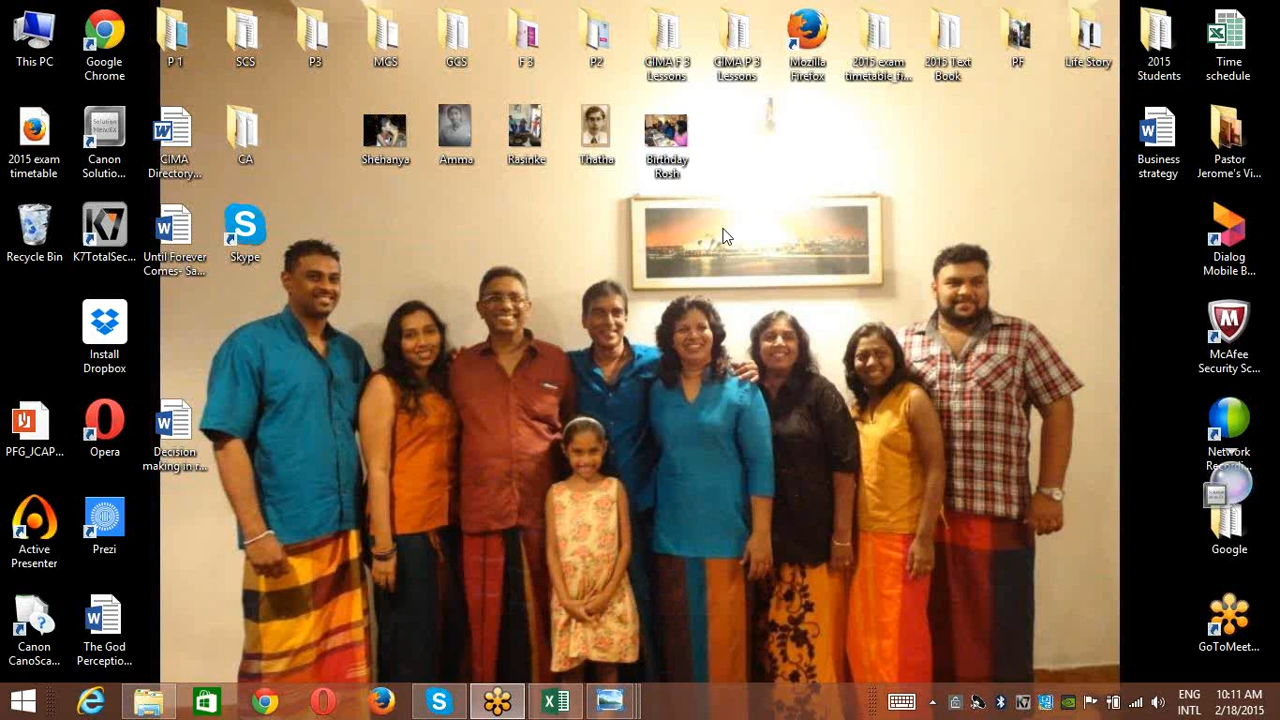 This PC
Google
Chrome
P 1
SCS
P3
MCS
GCS
F 3
P2
CIMA F 3
Lessons
CIMA P 3
Lessons
Mozilla
Firefox
2015 exam
timetable_fi...
2015 Text
Book
PF
Life Story
2015
Students
Time
schedule
2015 exam
timetable
Canon
Solutio...
CIMA
Directory...
CA
Shehanya
Amma
Rasinke
Thatha
Birthday
Rosh
Business
strategy
Pastor
Jerome's Vi...
Recycle Bin
K7TotalSec...
Until Forever
Comes- Sa...
Skype
Dialog
Mobile B...
Install
Dropbox
McAfee
Security Sc...
PFG_JCAP...
Opera
Decision
making in r...
Network
Recordi...
Active
Presenter
Prezi
Google
Canon
CanoSca...
The God
Perceptio...
GoToMeet...
ENG
INTL
10:11 AM
2/18/2015